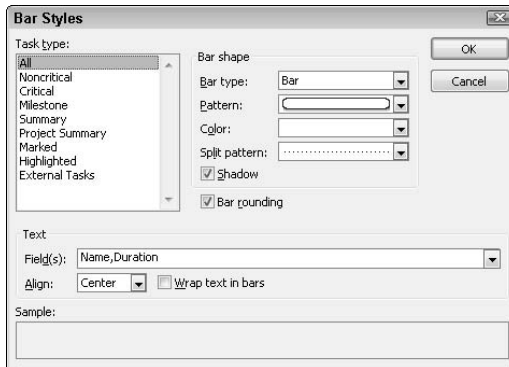 Bar Styles
Task type:
All
Noncritical
Critical
Milestone
Summary
Project Summary
Marked
Highlighted
External Tasks
Bar shape
Bar type: Bar
Pattern:
Color:
Split pattern:
Shadow
Bar rounding
OK
Cancel
Text
Field(s): Name,Duration
Align: Center Wrap text in bars
Sample: